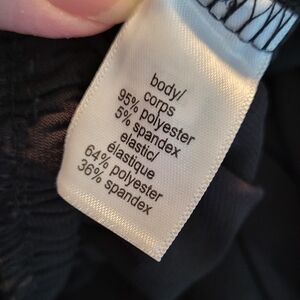 body/
corps
95% polyester
5% spandex
elastic/
élastique
64% polyester
36% spandex